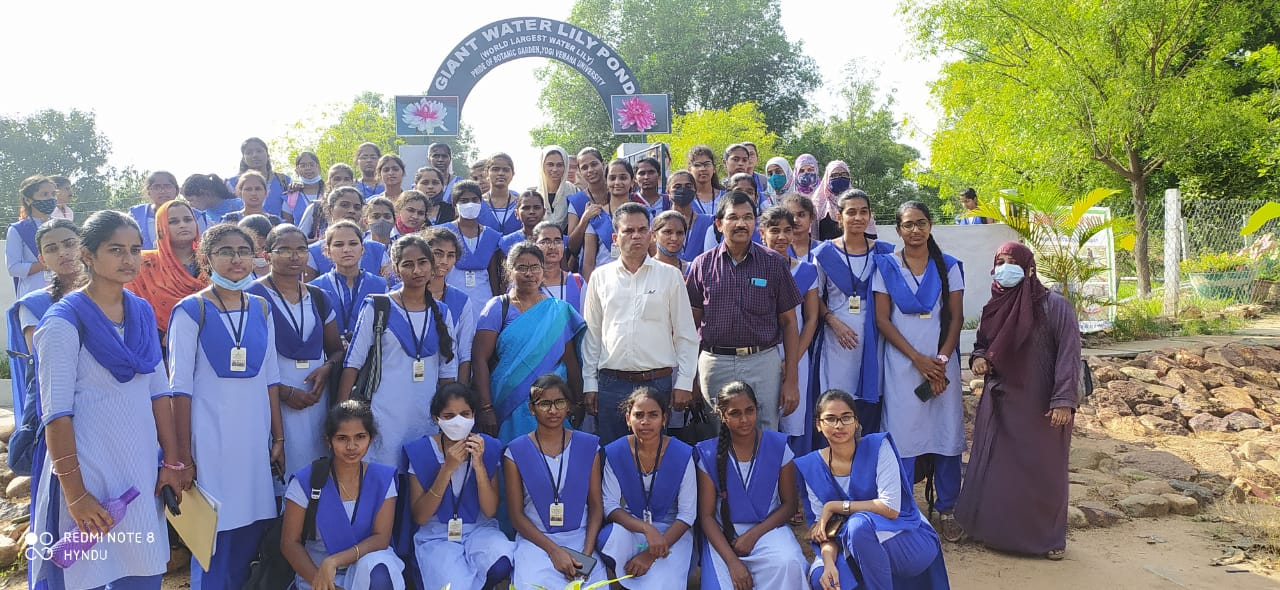 GIANT WATER LILY POND
(WORLD LARGEST WATER LILY)
PRIDE OF BOTANIC GARDEN, YOGI VEMANA UNIVERSITY
REDMI NOTE 8
HYNDU